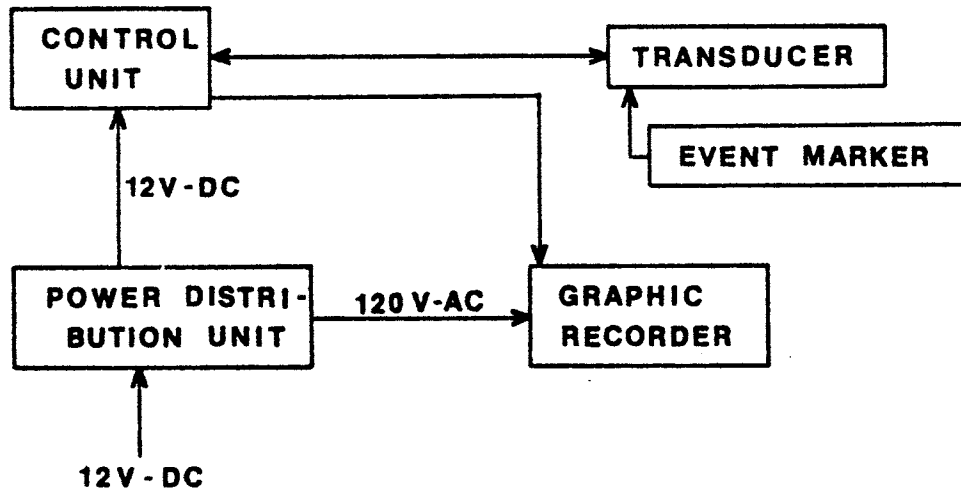 CONTROL
UNIT
TRANSDUCER
EVENT MARKER
12V-DC
POWER DISTRI-
BUTION UNIT
120V-AC
GRAPHIC
RECORDER
12V-DC